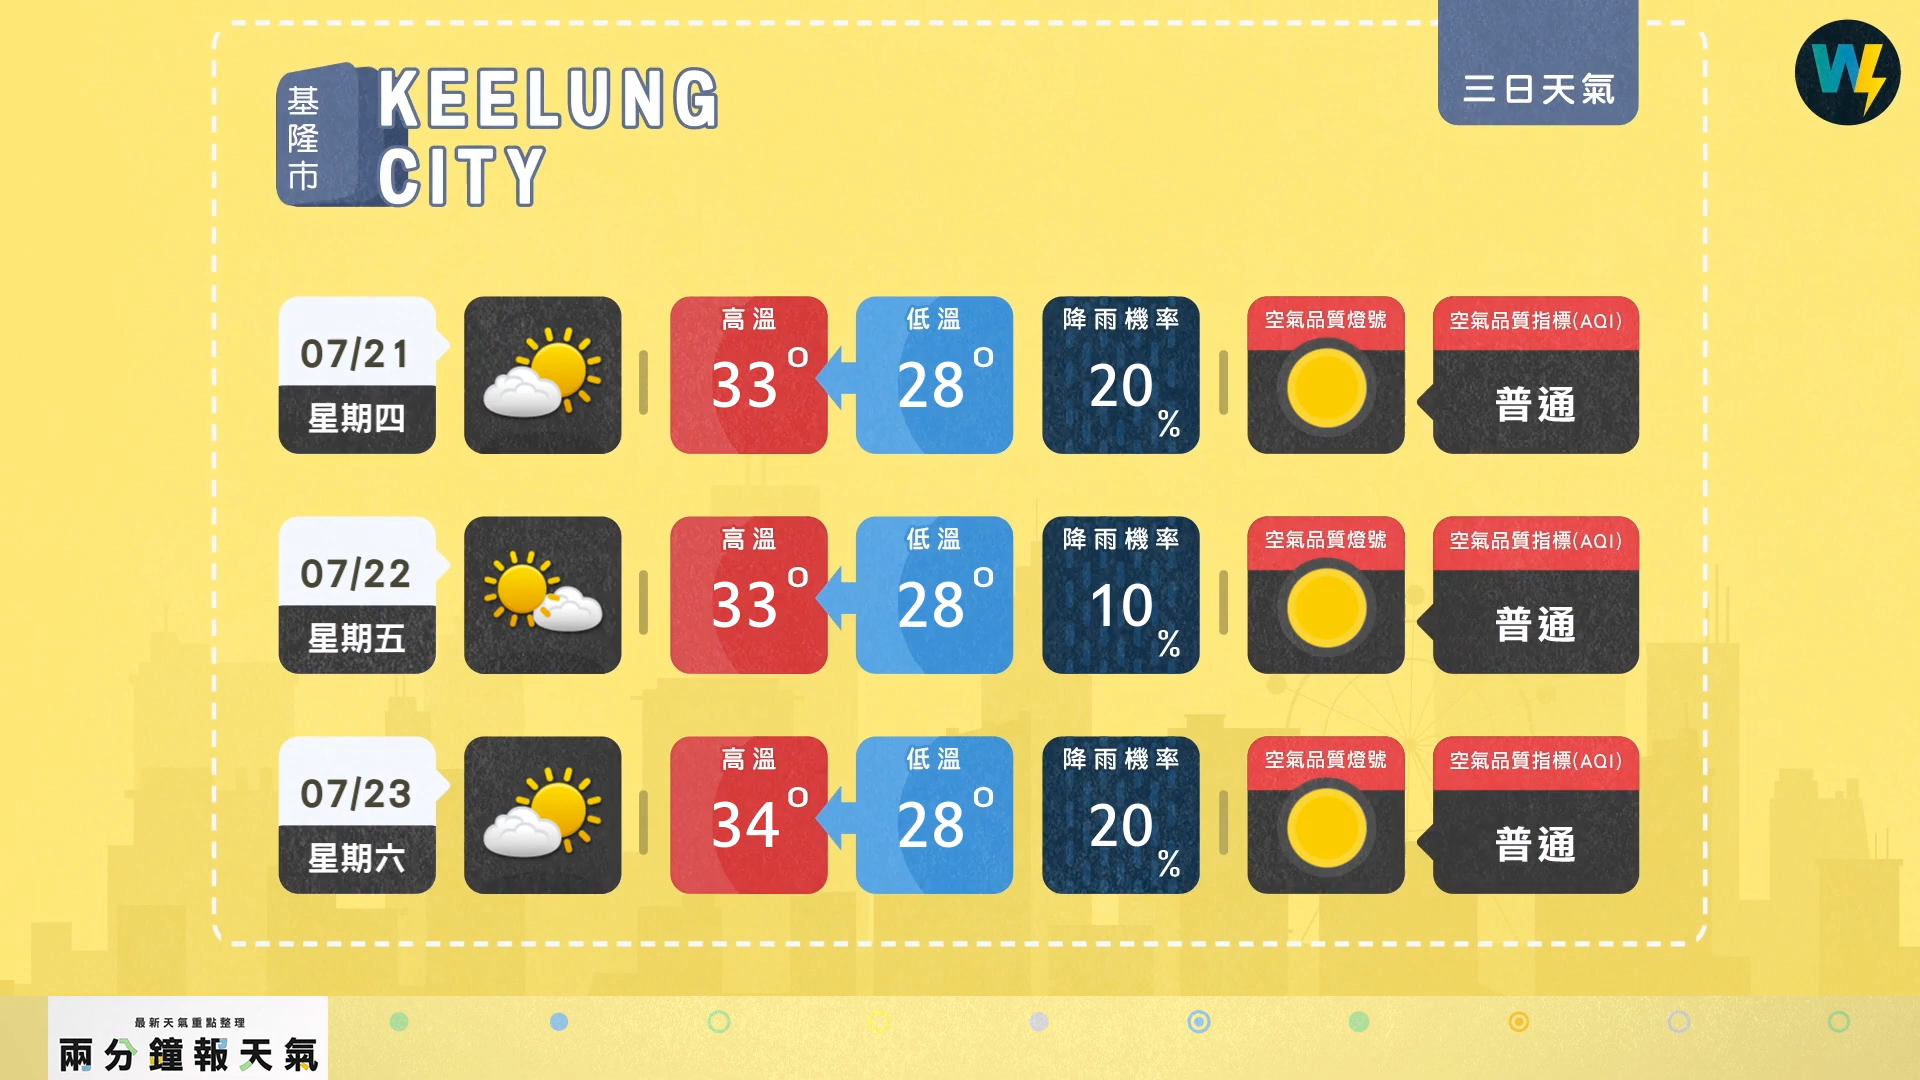 基隆市
KEELUNG
CITY
三日天氣
W
07/21
星期四
高溫
33°
低溫
28°
降雨機率
20%
空氣品質燈號
空氣品質指標(AQI)
普通
07/22
星期五
高溫
33°
低溫
28°
降雨機率
10%
空氣品質燈號
空氣品質指標(AQI)
普通
07/23
星期六
高溫
34°
低溫
28°
降雨機率
20%
空氣品質燈號
空氣品質指標(AQI)
普通
最新天氣重點整理
兩分鐘報天氣